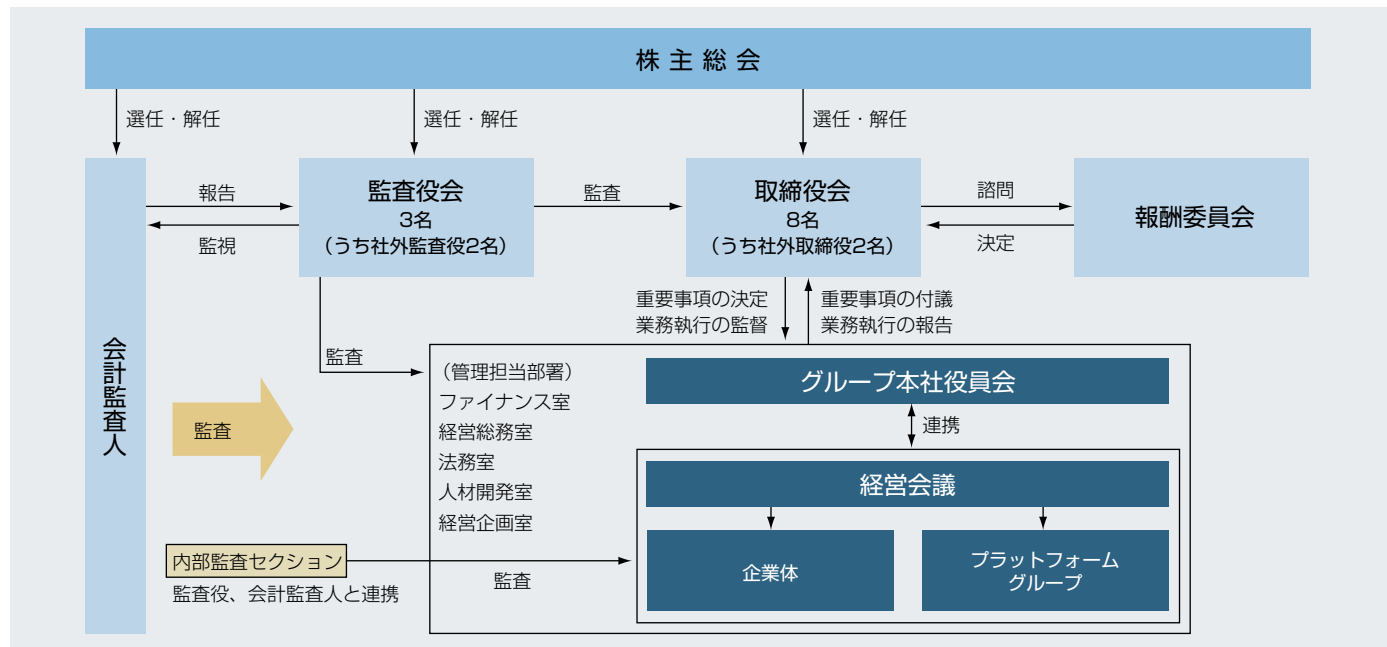 株主総会
選任・解任
選任・解任
選任・解任
会計監査人
報告
監視
監査役会
3名
（うち社外監査役2名）
監査
取締役会
8名
（うち社外取締役2名）
諮問
決定
報酬委員会
重要事項の決定
業務執行の監督
重要事項の付議
業務執行の報告
監査
監査
（管理担当部署）
ファイナンス室
経営総務室
法務室
人材開発室
経営企画室
グループ本社役員会
連携
経営会議
企業体
プラットフォーム
グループ
内部監査セクション
監査役、会計監査人と連携
監査